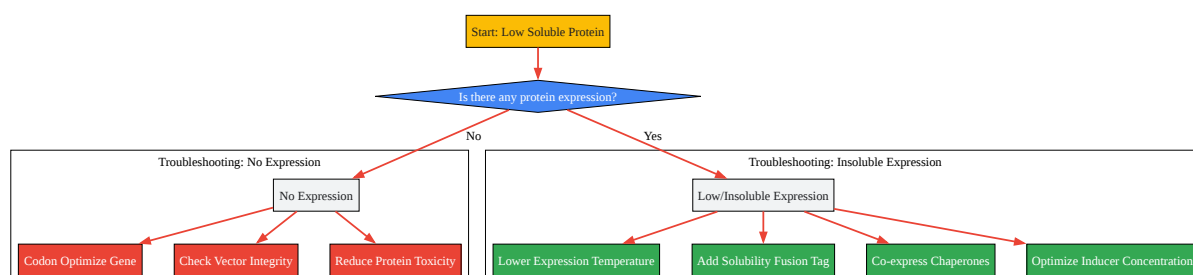 Start: Low Soluble Protein
Is there any protein expression?
No
Yes
Troubleshooting: No Expression
Troubleshooting: Insoluble Expression
No Expression
Low/Insoluble Expression
Codon Optimize Gene
Check Vector Integrity
Reduce Protein Toxicity
Lower Expression Temperature
Add Solubility Fusion Tag
Co-express Chaperones
Optimize Inducer Concentration